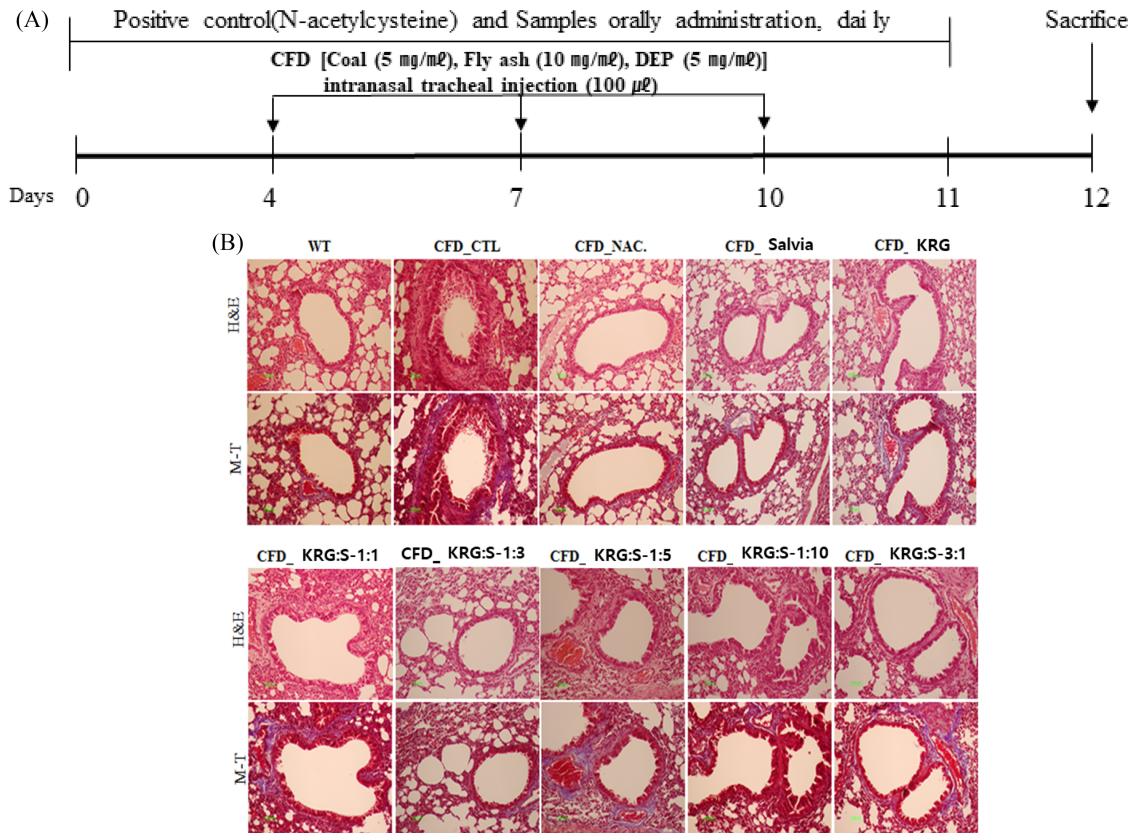 (A)
Positive control(N-acetylcysteine) and Samples orally administration, dai ly
Sacrifice
CFD [Coal (5 ㎎/㎖), Fly ash (10 ㎎/㎖), DEP (5 ㎎/㎖)]
intranasal tracheal injection (100 ㎕)
Days 0 4 7 10 11 12
(B)
WT CFD_CTL CFD_NAC. CFD_ Salvia CFD_ KRG
H&E
M-T
CFD_ KRG:S-1:1 CFD_ KRG:S-1:3 CFD_ KRG:S-1:5 CFD_ KRG:S-1:10 CFD_ KRG:S-3:1
H&E
M-T